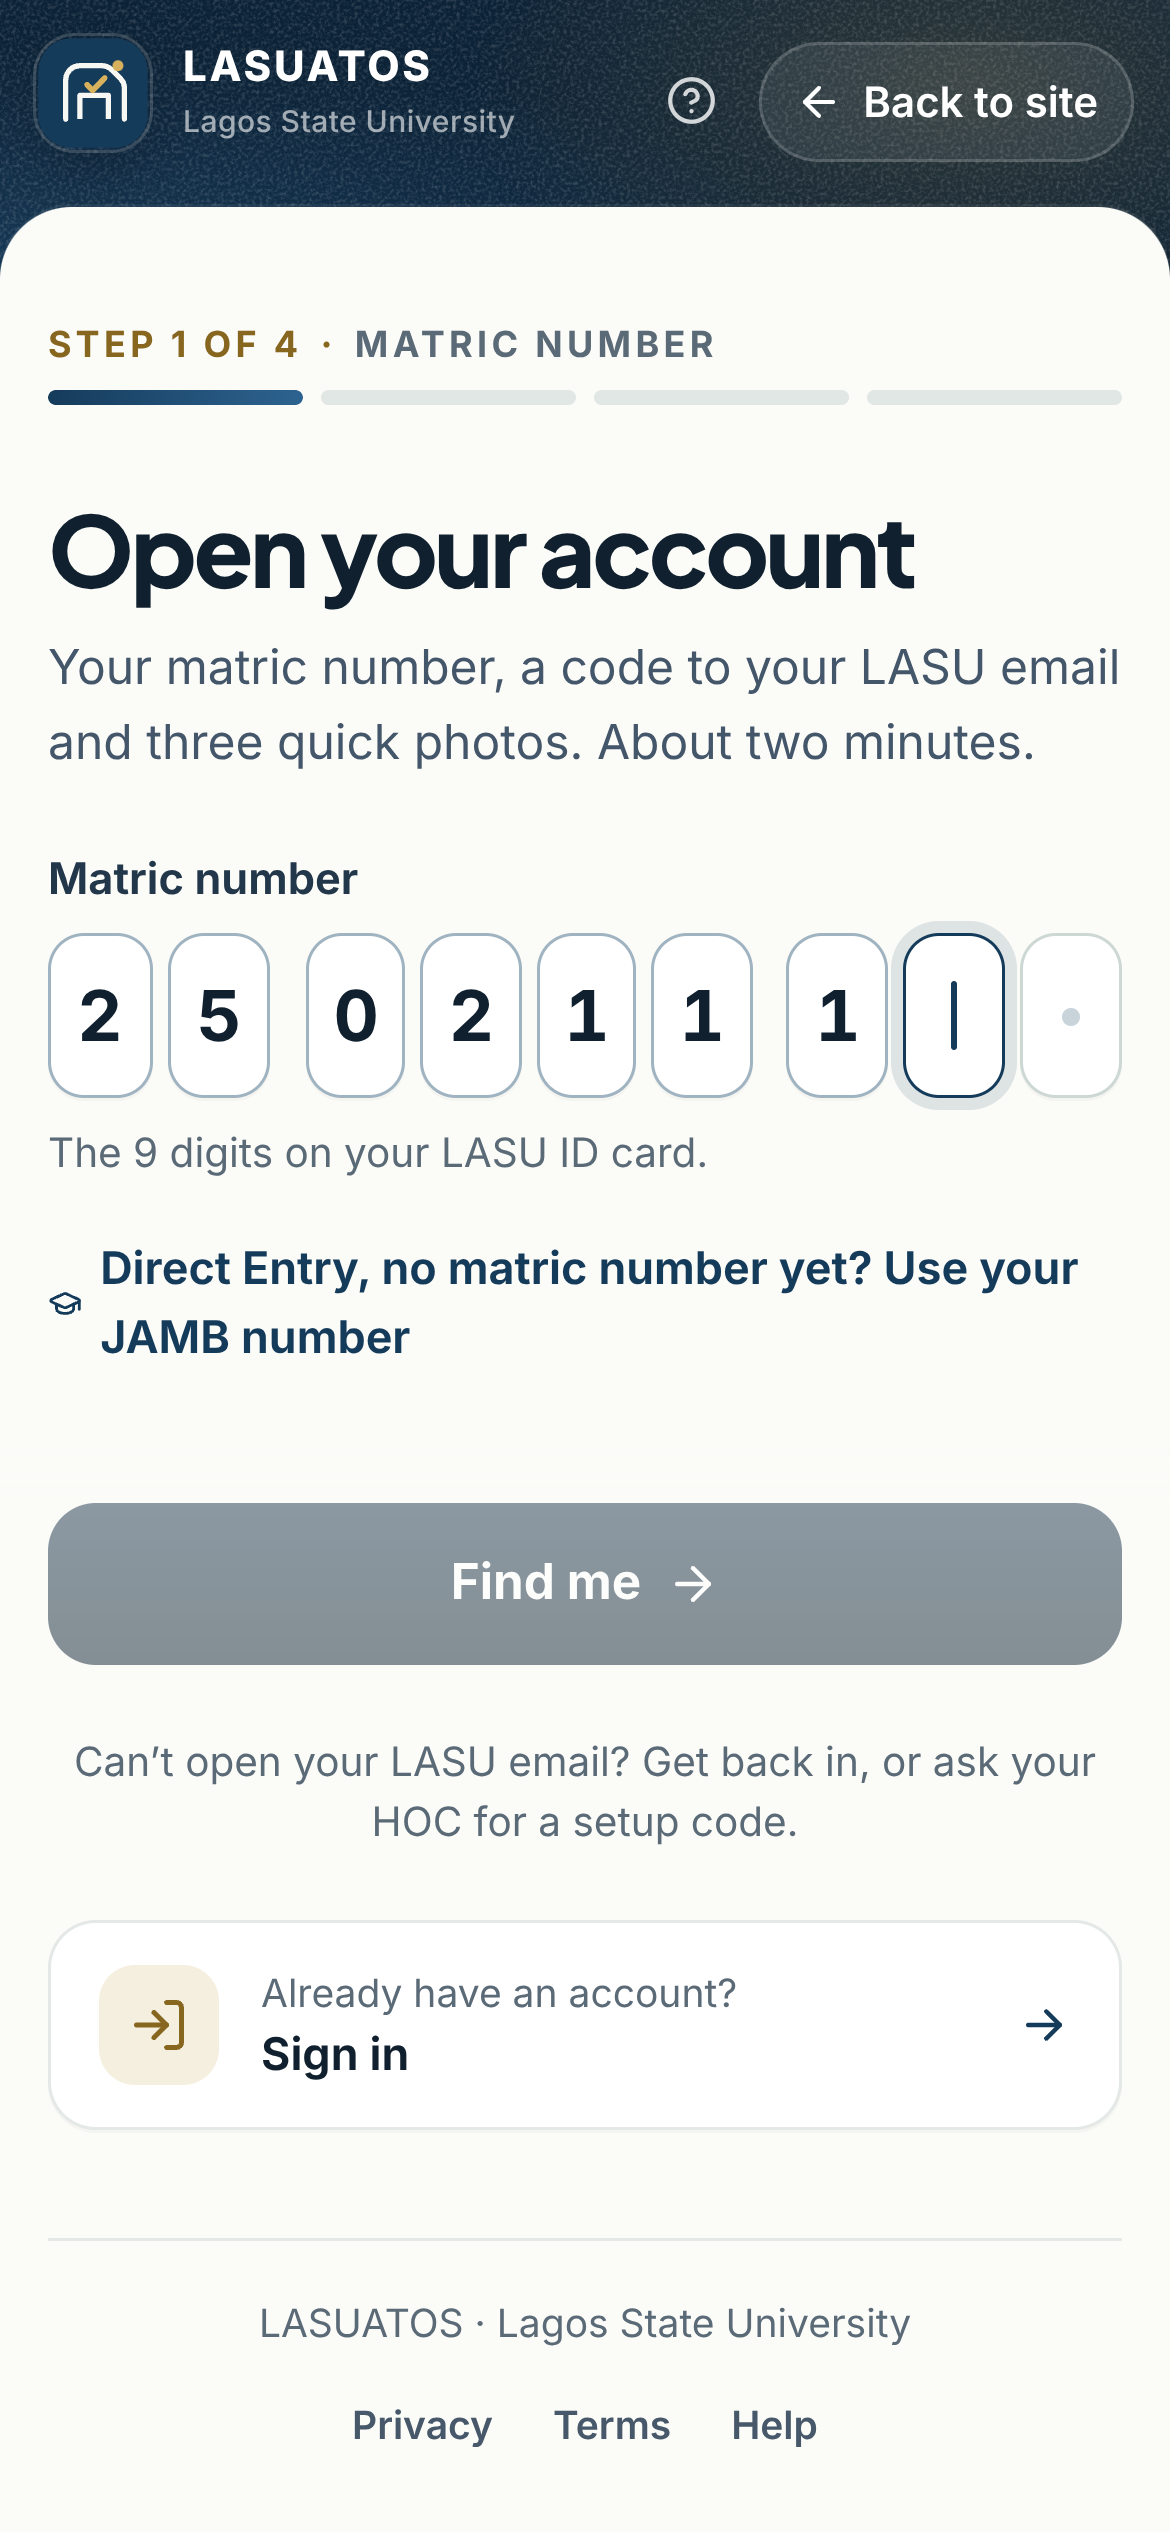 LASUATOS
Lagos State University
Back to site
STEP 1 OF 4 · MATRIC NUMBER
Open your account
Your matric number, a code to your LASU email
and three quick photos. About two minutes.
Matric number
2 5 0 2 1 1 1
The 9 digits on your LASU ID card.
Direct Entry, no matric number yet? Use your
JAMB number
Find me
Can’t open your LASU email? Get back in, or ask your
HOC for a setup code.
Already have an account?
Sign in
LASUATOS · Lagos State University
Privacy Terms Help